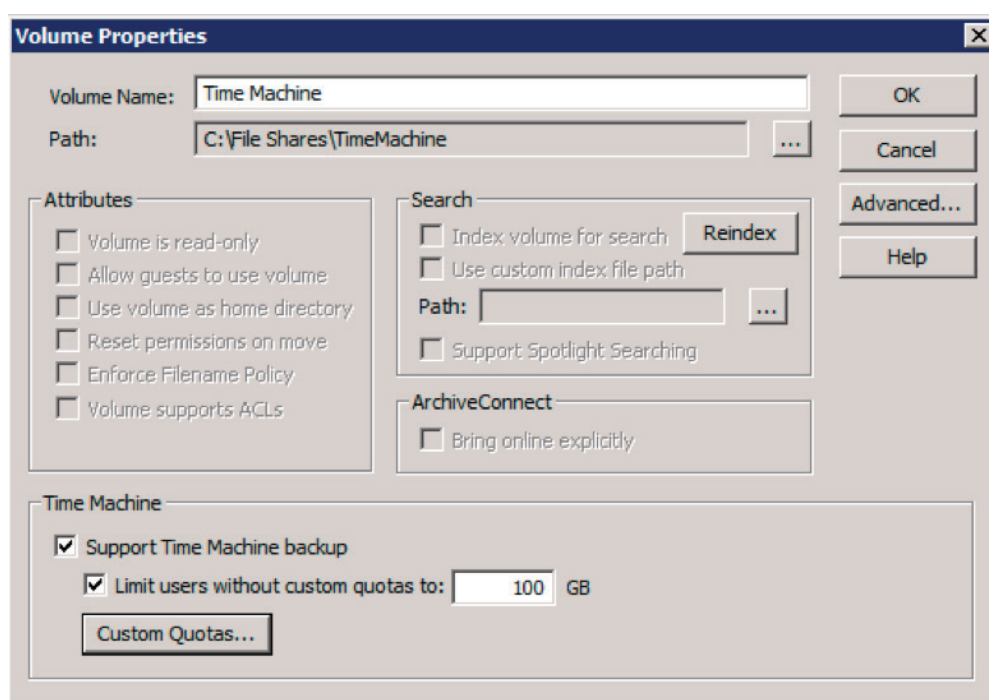 Volume Properties
Volume Name: Time Machine
OK
Path: C:\File Shares\TimeMachine ...
Cancel
Advanced...
Help
Attributes
Volume is read-only
Allow guests to use volume
Use volume as home directory
Reset permissions on move
Enforce Filename Policy
Volume supports ACLs
Search
Index volume for search Reindex
Use custom index file path
Path: ...
Support Spotlight Searching
ArchiveConnect
Bring online explicitly
Time Machine
Support Time Machine backup
Limit users without custom quotas to: 100 GB
Custom Quotas...